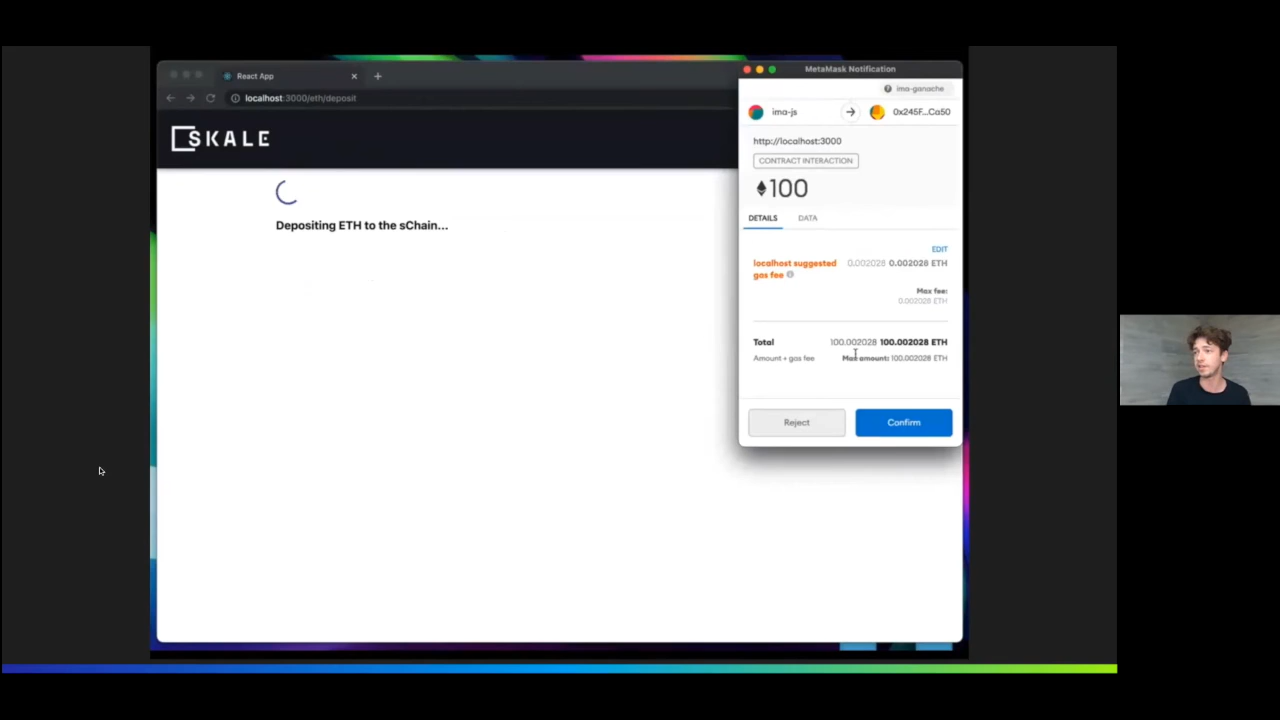 React App
localhost:3000/eth/deposit
SKALE
Depositing ETH to the sChain...
MetaMask Notification
ima-ganache
ima-js
0x245F...Ca50
http://localhost:3000
CONTRACT INTERACTION
100
DETAILS
DATA
EDIT
localhost suggested 0.002028 0.002028 ETH
gas fee
Max fee:
0.002028 ETH
Total 100.002028 100.002028 ETH
Amount + gas fee Max amount: 100.002028 ETH
Reject
Confirm